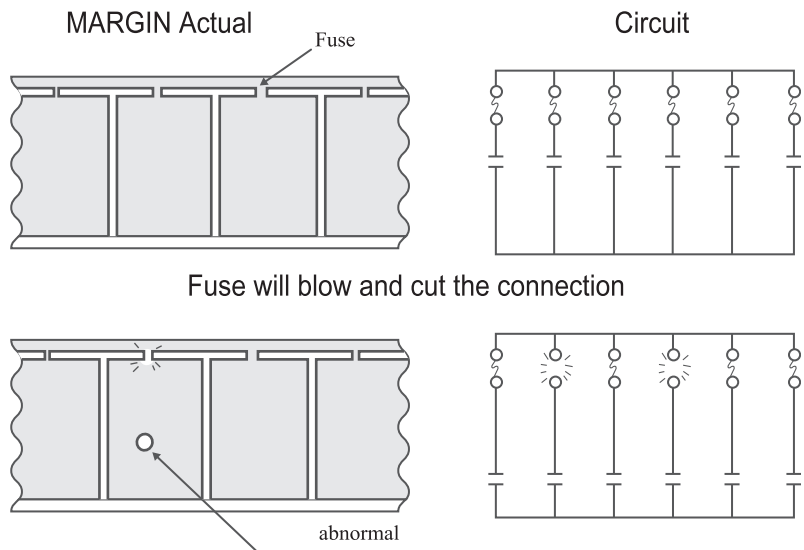 MARGIN Actual
Circuit
Fuse
Fuse will blow and cut the connection
abnormal